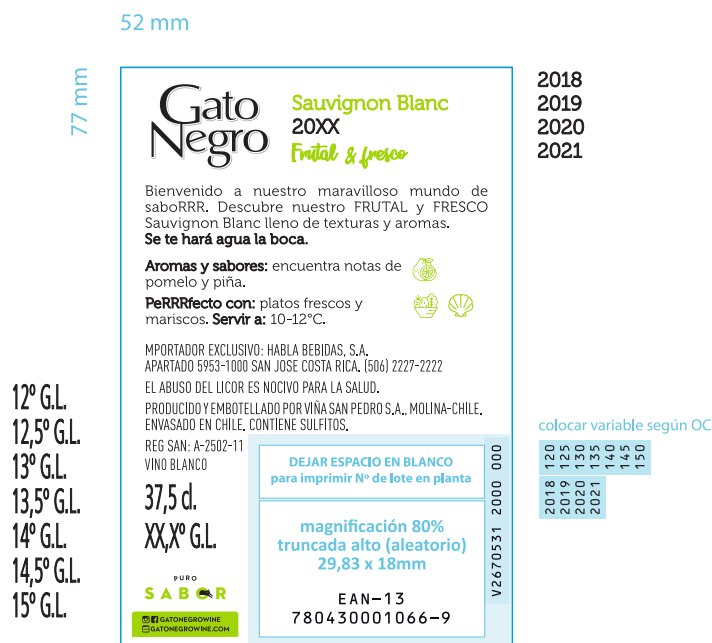 52 mm
77 mm
Gato
Negro
Sauvignon Blanc
20XX
Frutal & fresco
2018
2019
2020
2021
Bienvenido a nuestro maravilloso mundo de
saboRRR. Descubre nuestro FRUTAL y FRESCO
Sauvignon Blanc lleno de texturas y aromas.
Se te hará agua la boca.
Aromas y sabores: encuentra notas de
pomelo y piña.
PeRRRfecto con: platos frescos y
mariscos. Servir a: 10-12°C.
MPORTADOR EXCLUSIVO: HABLA BEBIDAS, S.A.
APARTADO 5953-1000 SAN JOSE COSTA RICA. (506) 2227-2222
EL ABUSO DEL LICOR ES NOCIVO PARA LA SALUD.
PRODUCIDO Y EMBOTELLADO POR VIÑA SAN PEDRO S.A., MOLINA-CHILE.
ENVASADO EN CHILE. CONTIENE SULFITOS.
REG SAN: A-2502-11
VINO BLANCO
37,5 cl.
XX,Xº G.L.
PURO
SABOR
GATONEGROWINE
GATONEGROWINE.COM
DEJAR ESPACIO EN BLANCO
para imprimir Nº de lote en planta
magnificación 80%
truncada alto (aleatorio)
29,83 x 18mm
EAN-13
780430001066-9
V2670531 2000 000
12º G.L.
12,5º G.L.
13º G.L.
13,5º G.L.
14º G.L.
14,5º G.L.
15º G.L.
colocar variable según OC
2018 120
2019 125
2020 130
2021 135
140
145
150